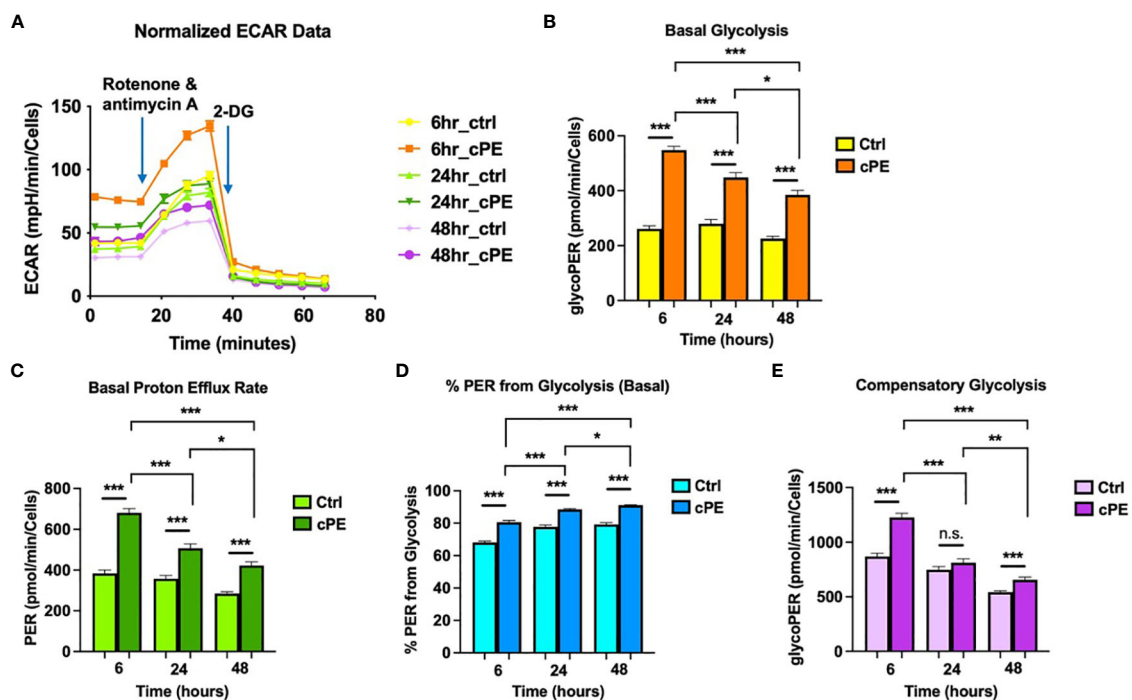 A
Normalized ECAR Data
Rotenone &
antimycin A
2-DG
150
100
50
0
ECAR (mpH/min/Cells)
0
20
40
60
80
Time (minutes)
6hr_ctrl
6hr_cPE
24hr_ctrl
24hr_cPE
48hr_ctrl
48hr_cPE
B
Basal Glycolysis
***
*
***
***
***
***
600
400
200
0
glycoPER (pmol/min/Cells)
6
24
48
Time (hours)
Ctrl
cPE
C
Basal Proton Efflux Rate
***
*
***
***
***
***
800
600
400
200
0
PER (pmol/min/Cells)
6
24
48
Time (hours)
Ctrl
cPE
D
% PER from Glycolysis (Basal)
***
*
***
***
***
***
100
80
60
40
20
0
% PER from Glycolysis
6
24
48
Time (hours)
Ctrl
cPE
E
Compensatory Glycolysis
***
**
***
***
n.s.
***
1500
1000
500
0
glycoPER (pmol/min/Cells)
6
24
48
Time (hours)
Ctrl
cPE